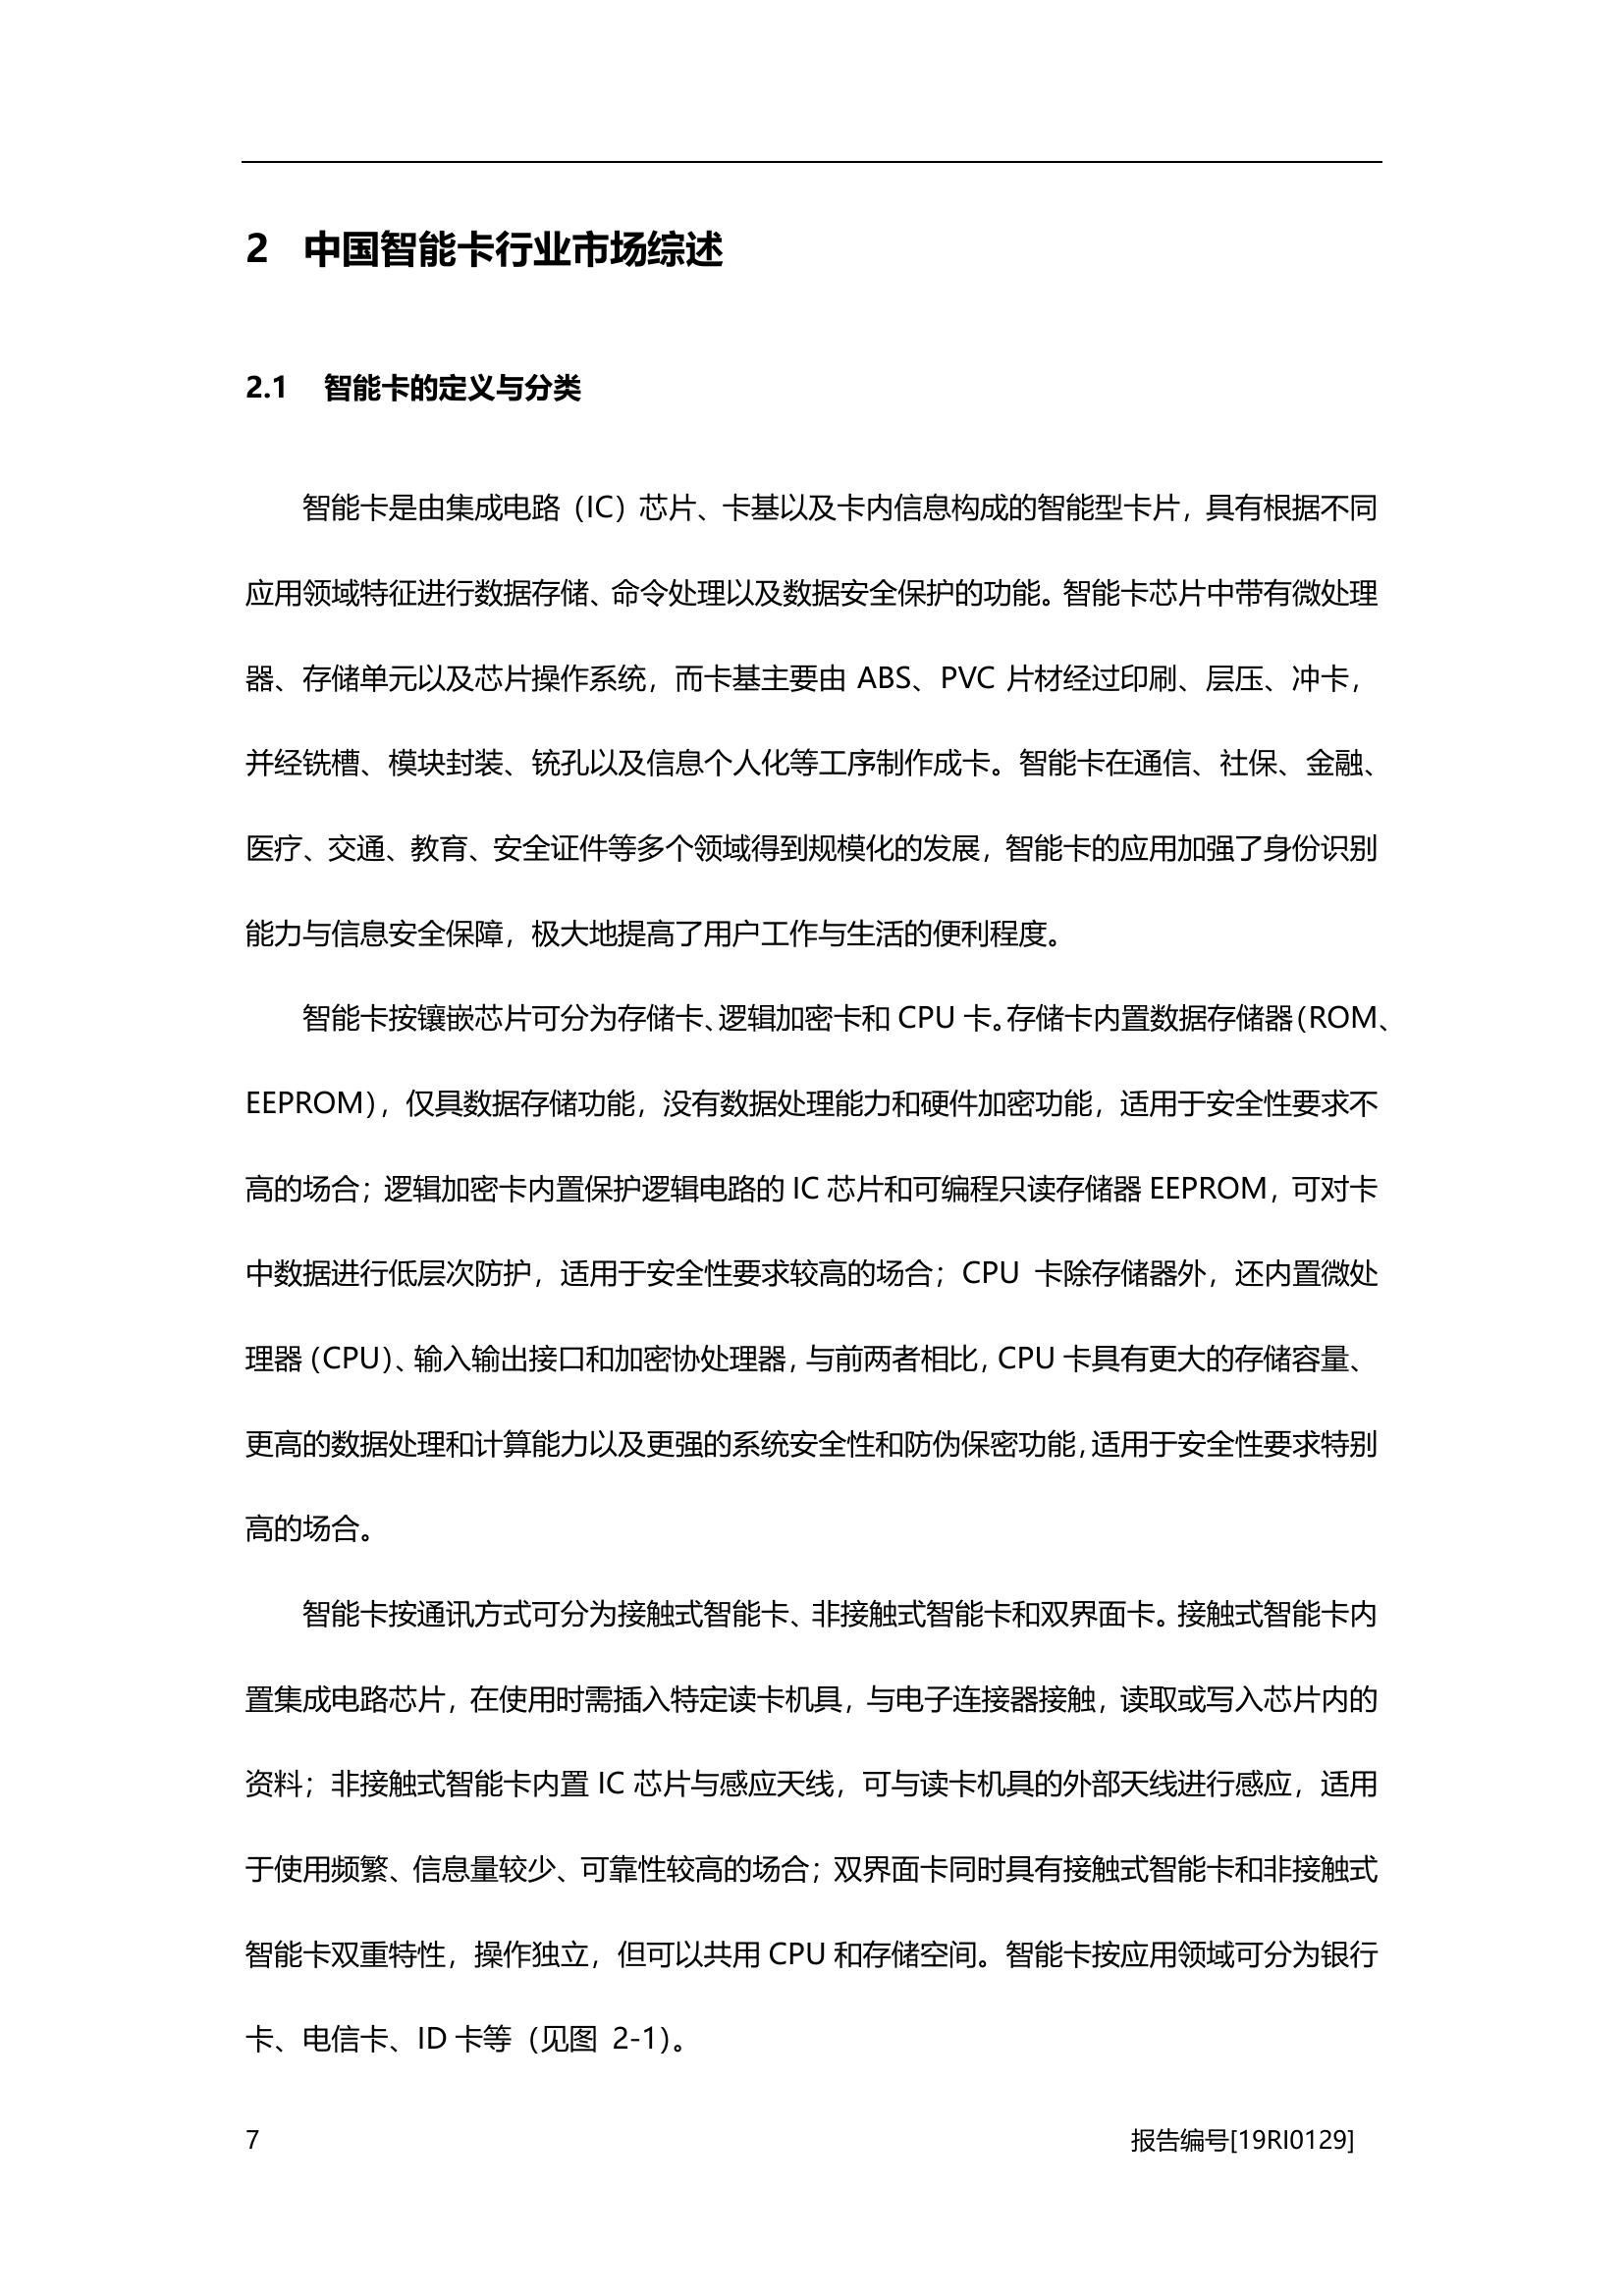 2 中国智能卡行业市场综述
2.1 智能卡的定义与分类
智能卡是由集成电路（IC）芯片、卡基以及卡内信息构成的智能型卡片，具有根据不同
应用领域特征进行数据存储、命令处理以及数据安全保护的功能。智能卡芯片中带有微处理
器、存储单元以及芯片操作系统，而卡基主要由 ABS、PVC 片材经过印刷、层压、冲卡，
并经铣槽、模块封装、铳孔以及信息个人化等工序制作成卡。智能卡在通信、社保、金融、
医疗、交通、教育、安全证件等多个领域得到规模化的发展，智能卡的应用加强了身份识别
能力与信息安全保障，极大地提高了用户工作与生活的便利程度。
智能卡按镶嵌芯片可分为存储卡、逻辑加密卡和 CPU 卡。存储卡内置数据存储器（ROM、
EEPROM），仅具数据存储功能，没有数据处理能力和硬件加密功能，适用于安全性要求不
高的场合；逻辑加密卡内置保护逻辑电路的 IC 芯片和可编程只读存储器 EEPROM，可对卡
中数据进行低层次防护，适用于安全性要求较高的场合；CPU 卡除存储器外，还内置微处
理器（CPU）、输入输出接口和加密协处理器，与前两者相比，CPU 卡具有更大的存储容量、
更高的数据处理和计算能力以及更强的系统安全性和防伪保密功能，适用于安全性要求特别
高的场合。
智能卡按通讯方式可分为接触式智能卡、非接触式智能卡和双界面卡。接触式智能卡内
置集成电路芯片，在使用时需插入特定读卡机具，与电子连接器接触，读取或写入芯片内的
资料；非接触式智能卡内置 IC 芯片与感应天线，可与读卡机具的外部天线进行感应，适用
于使用频繁、信息量较少、可靠性较高的场合；双界面卡同时具有接触式智能卡和非接触式
智能卡双重特性，操作独立，但可以共用 CPU 和存储空间。智能卡按应用领域可分为银行
卡、电信卡、ID 卡等（见图 2-1）。
7 报告编号[19RI0129]